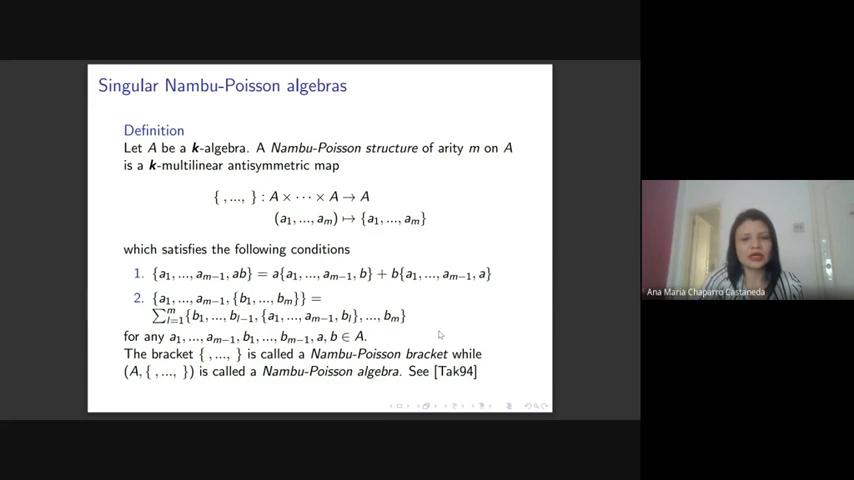 Singular Nambu-Poisson algebras
Definition
Let A be a k-algebra. A Nambu-Poisson structure of arity m on A
is a k-multilinear antisymmetric map
{ , ..., } : A × ··· × A → A
(a₁, ..., aₘ) ↦ {a₁, ..., aₘ}
which satisfies the following conditions
1. {a₁, ..., aₘ₋₁, ab} = a{a₁, ..., aₘ₋₁, b} + b{a₁, ..., aₘ₋₁, a}
2. {a₁, ..., aₘ₋₁, {b₁, ..., bₘ}} =
∑ᵐₗ₌₁{b₁, ..., bₗ₋₁, {a₁, ..., aₘ₋₁, bₗ}, ..., bₘ}
for any a₁, ..., aₘ₋₁, b₁, ..., bₘ₋₁, a, b ∈ A.
The bracket { , ..., } is called a Nambu-Poisson bracket while
(A, { , ..., }) is called a Nambu-Poisson algebra. See [Tak94]
Ana Maria Chaparro Castaneda